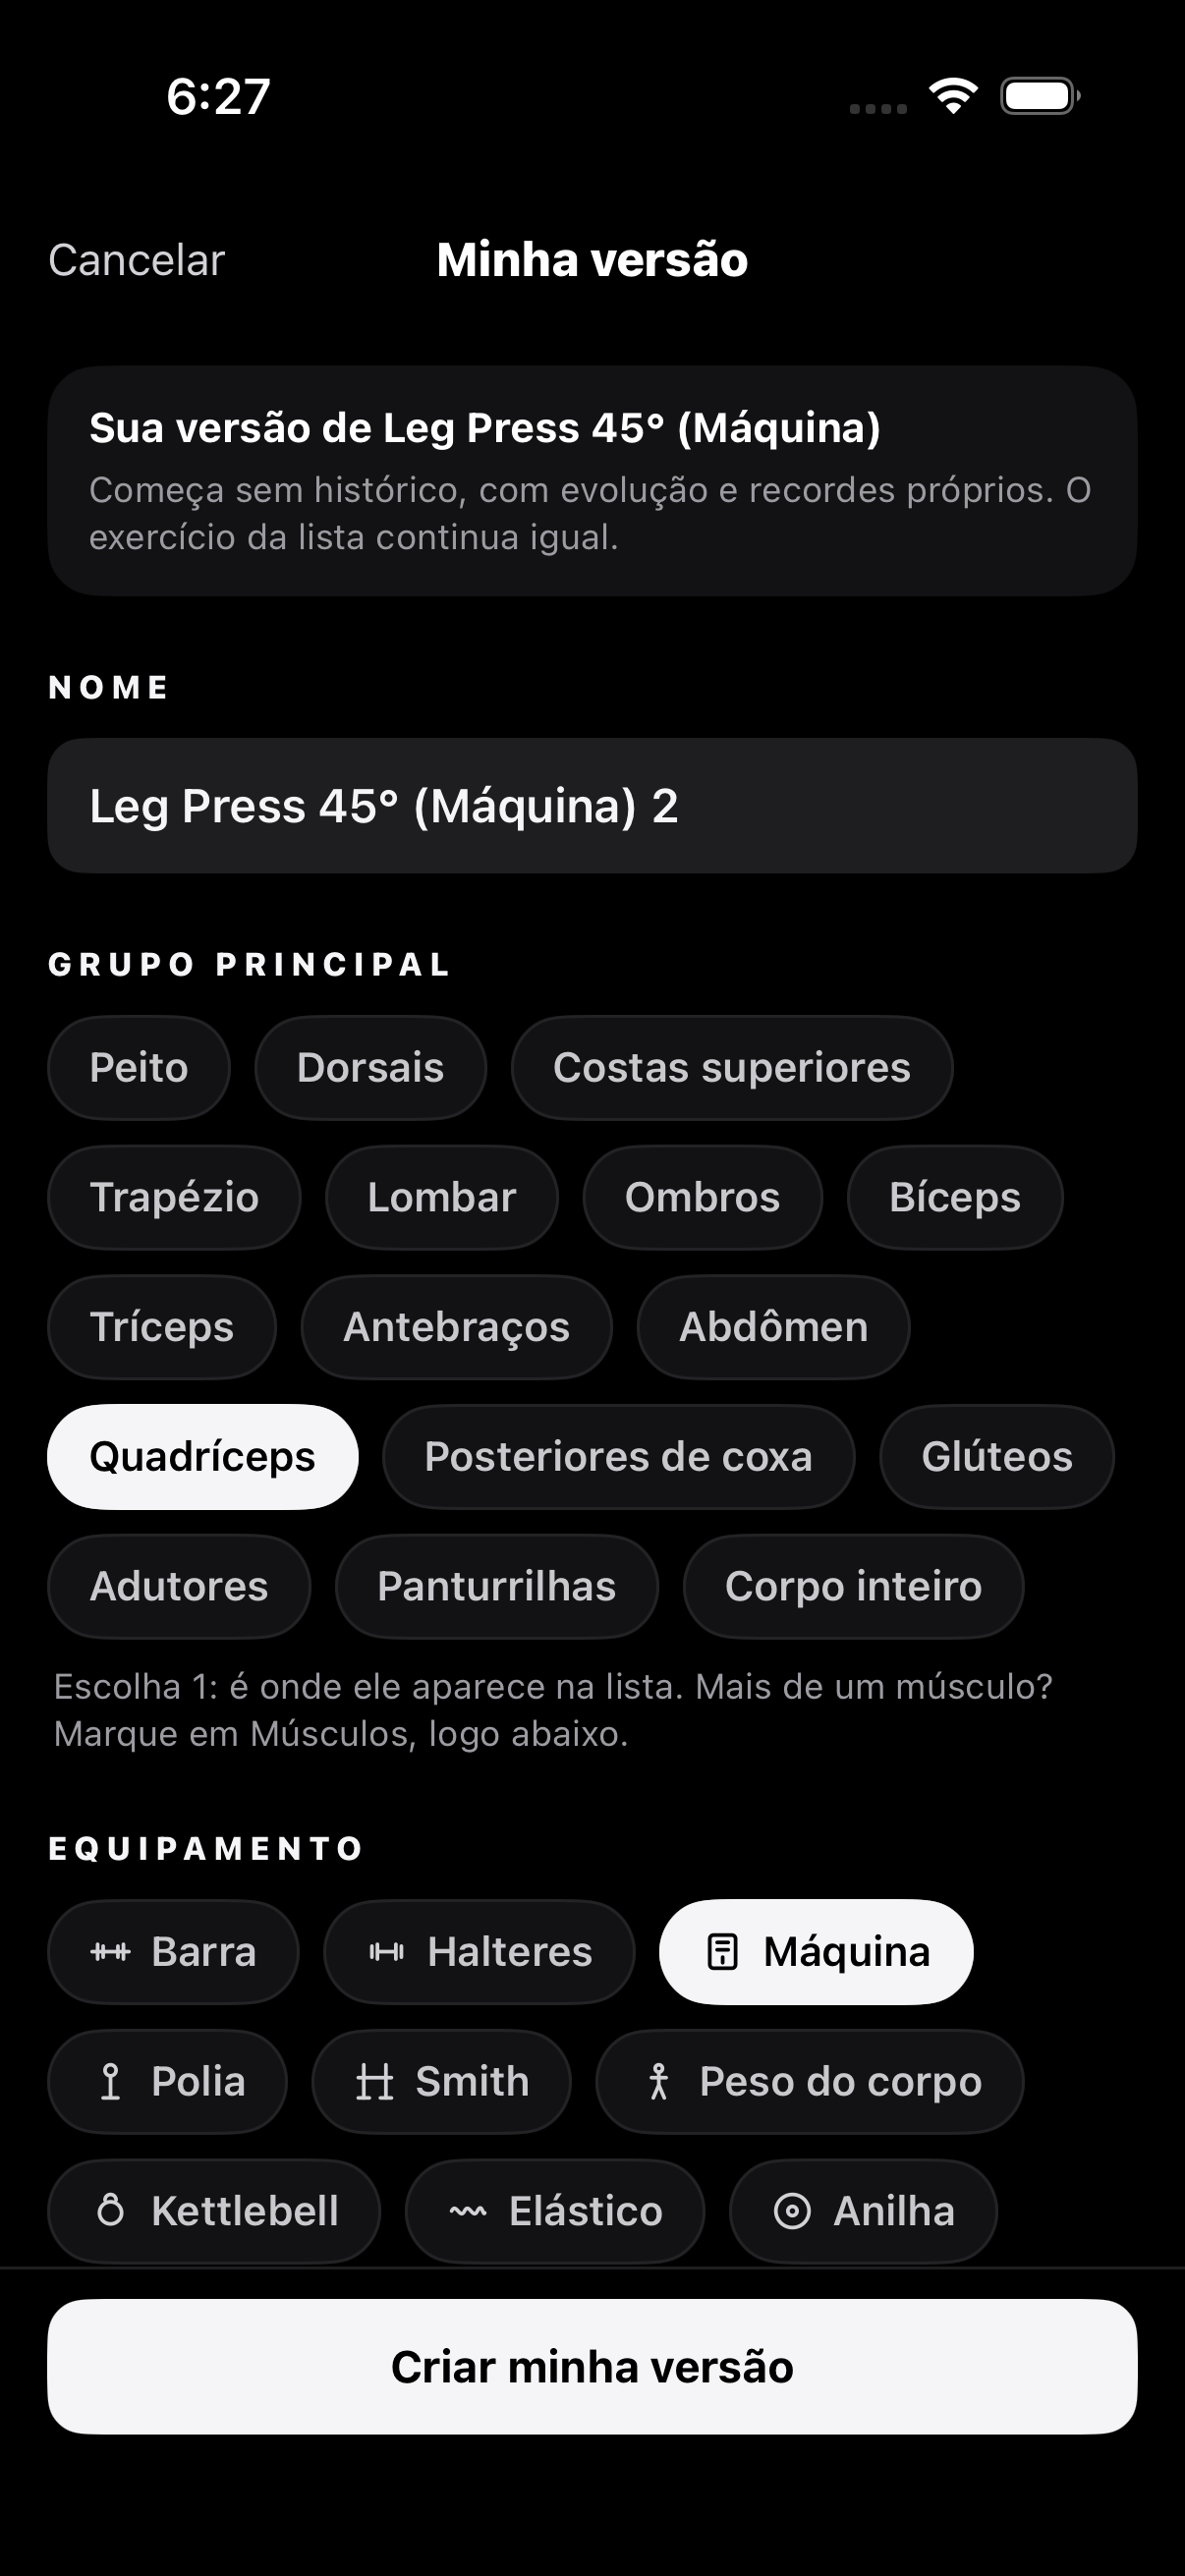 6:27
Cancelar
Minha versão
Sua versão de Leg Press 45° (Máquina)
Começa sem histórico, com evolução e recordes próprios. O
exercício da lista continua igual.
NOME
Leg Press 45° (Máquina) 2
GRUPO PRINCIPAL
Peito Dorsais Costas superiores
Trapézio Lombar Ombros Bíceps
Tríceps Antebraços Abdômen
Quadríceps Posteriores de coxa Glúteos
Adutores Panturrilhas Corpo inteiro
Escolha 1: é onde ele aparece na lista. Mais de um músculo?
Marque em Músculos, logo abaixo.
EQUIPAMENTO
Barra Halteres Máquina
Polia Smith Peso do corpo
Kettlebell Elástico Anilha
Criar minha versão